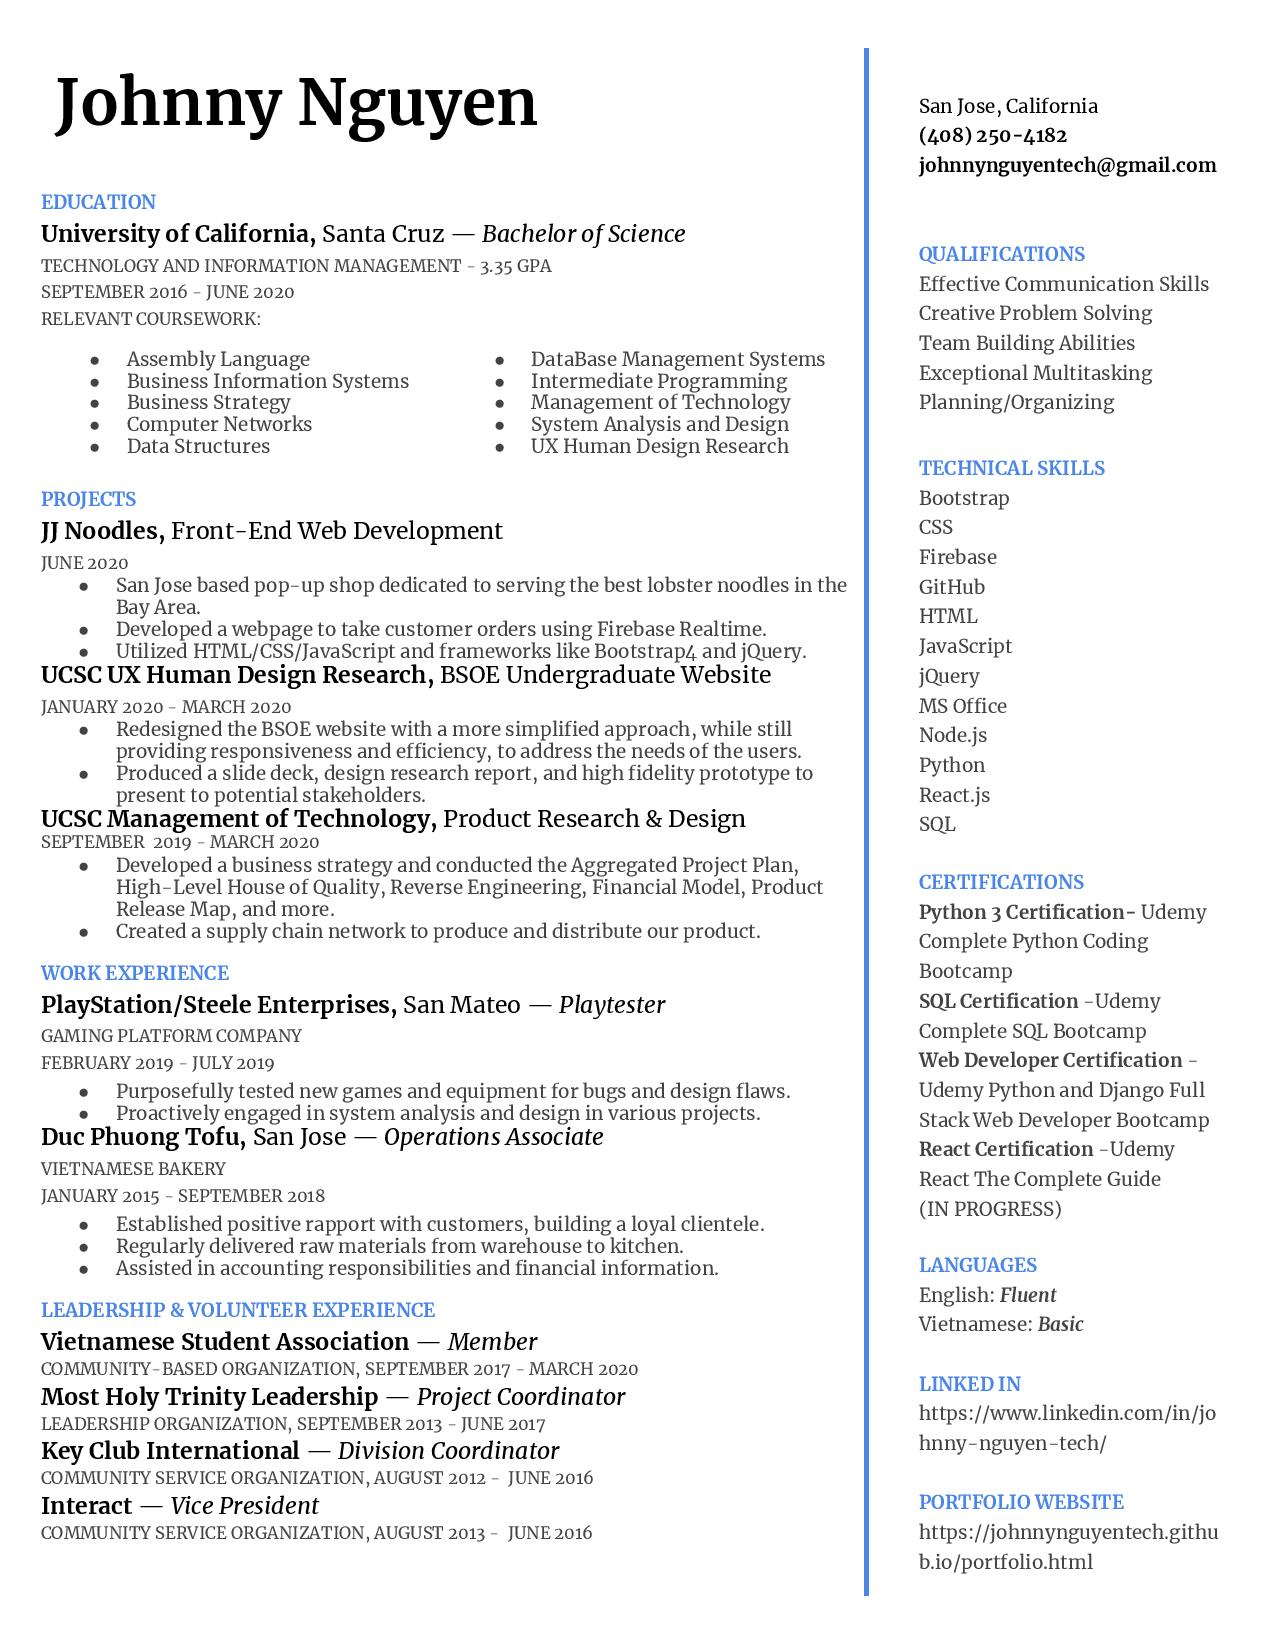 Johnny Nguyen
EDUCATION
University of California, Santa Cruz — Bachelor of Science
TECHNOLOGY AND INFORMATION MANAGEMENT - 3.35 GPA
SEPTEMBER 2016 - JUNE 2020
RELEVANT COURSEWORK:
● Assembly Language
● Business Information Systems
● Business Strategy
● Computer Networks
● Data Structures
● DataBase Management Systems
● Intermediate Programming
● Management of Technology
● System Analysis and Design
● UX Human Design Research
PROJECTS
JJ Noodles, Front-End Web Development
JUNE 2020
● San Jose based pop-up shop dedicated to serving the best lobster noodles in the
Bay Area.
● Developed a webpage to take customer orders using Firebase Realtime.
● Utilized HTML/CSS/JavaScript and frameworks like Bootstrap4 and jQuery.
UCSC UX Human Design Research, BSOE Undergraduate Website
JANUARY 2020 - MARCH 2020
● Redesigned the BSOE website with a more simplified approach, while still
providing responsiveness and efficiency, to address the needs of the users.
● Produced a slide deck, design research report, and high fidelity prototype to
present to potential stakeholders.
UCSC Management of Technology, Product Research & Design
SEPTEMBER  2019 - MARCH 2020
● Developed a business strategy and conducted the Aggregated Project Plan,
High-Level House of Quality, Reverse Engineering, Financial Model, Product
Release Map, and more.
● Created a supply chain network to produce and distribute our product.
WORK EXPERIENCE
PlayStation/Steele Enterprises, San Mateo — Playtester
GAMING PLATFORM COMPANY
FEBRUARY 2019 - JULY 2019
● Purposefully tested new games and equipment for bugs and design flaws.
● Proactively engaged in system analysis and design in various projects.
Duc Phuong Tofu, San Jose — Operations Associate
VIETNAMESE BAKERY
JANUARY 2015 - SEPTEMBER 2018
● Established positive rapport with customers, building a loyal clientele.
● Regularly delivered raw materials from warehouse to kitchen.
● Assisted in accounting responsibilities and financial information.
LEADERSHIP & VOLUNTEER EXPERIENCE
Vietnamese Student Association — Member
COMMUNITY-BASED ORGANIZATION, SEPTEMBER 2017 - MARCH 2020
Most Holy Trinity Leadership — Project Coordinator
LEADERSHIP ORGANIZATION, SEPTEMBER 2013 - JUNE 2017
Key Club International — Division Coordinator
COMMUNITY SERVICE ORGANIZATION, AUGUST 2012 -  JUNE 2016
Interact — Vice President
COMMUNITY SERVICE ORGANIZATION, AUGUST 2013 -  JUNE 2016
San Jose, California
(408) 250-4182
johnnynguyentech@gmail.com
QUALIFICATIONS
Effective Communication Skills
Creative Problem Solving
Team Building Abilities
Exceptional Multitasking
Planning/Organizing
TECHNICAL SKILLS
Bootstrap
CSS
Firebase
GitHub
HTML
JavaScript
jQuery
MS Office
Node.js
Python
React.js
SQL
CERTIFICATIONS
Python 3 Certification- Udemy
Complete Python Coding
Bootcamp
SQL Certification -Udemy
Complete SQL Bootcamp
Web Developer Certification -
Udemy Python and Django Full
Stack Web Developer Bootcamp
React Certification -Udemy
React The Complete Guide
(IN PROGRESS)
LANGUAGES
English: Fluent
Vietnamese: Basic
LINKED IN
https://www.linkedin.com/in/jo
hnny-nguyen-tech/
PORTFOLIO WEBSITE
https://johnnynguyentech.githu
b.io/portfolio.html